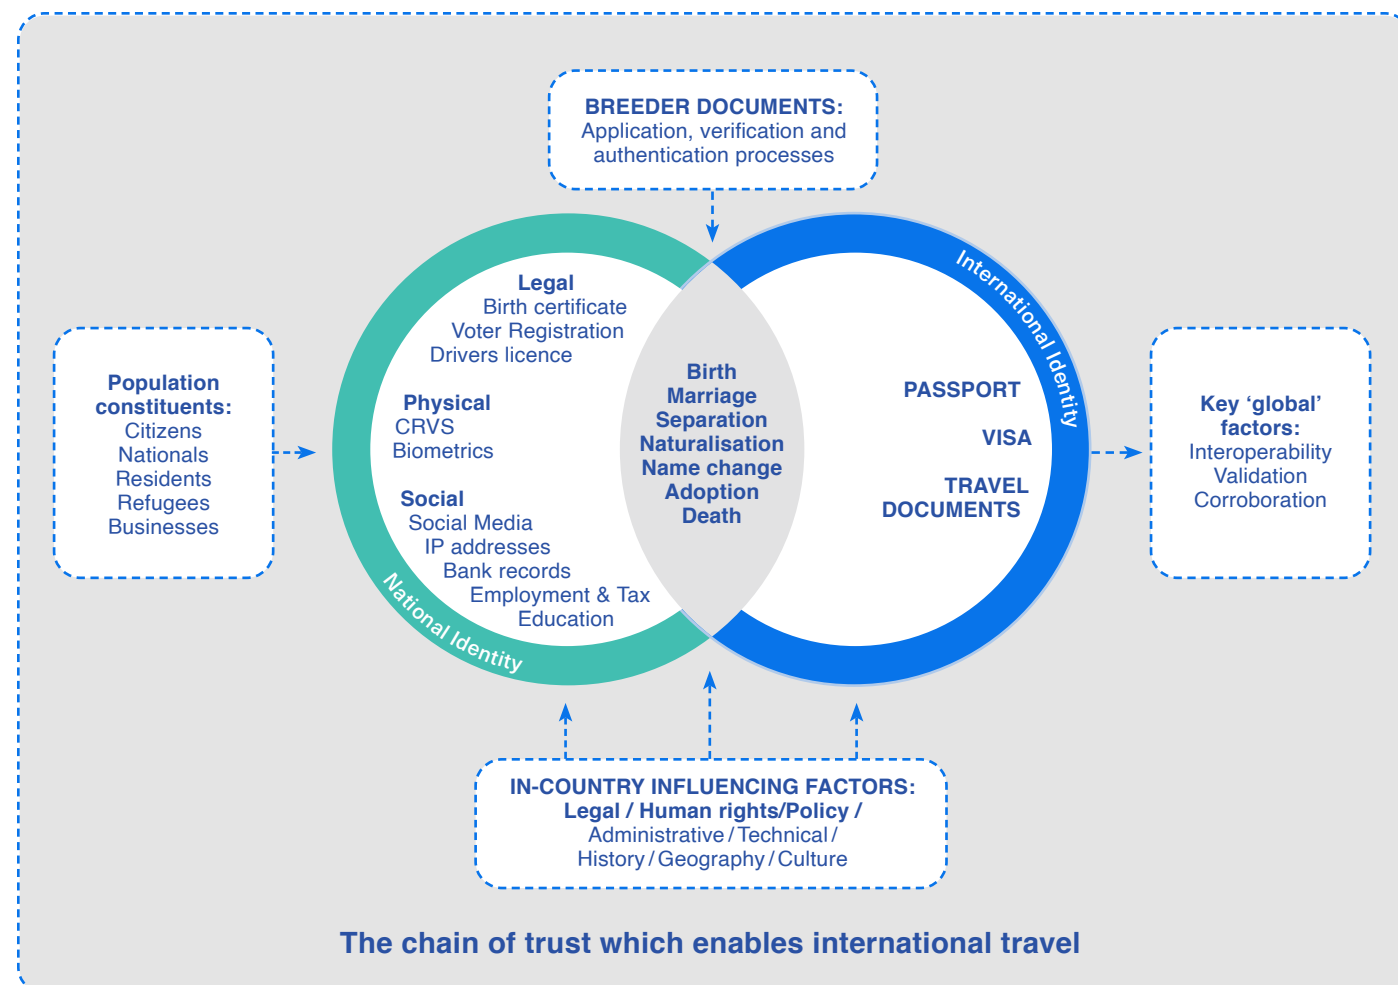 BREEDER DOCUMENTS:
Application, verification and
authentication processes
Population
constituents:
Citizens
Nationals
Residents
Refugees
Businesses
National Identity
Legal
Birth certificate
Voter Registration
Drivers licence
Physical
CRVS
Biometrics
Social
Social Media
IP addresses
Bank records
Employment & Tax
Education
Birth
Marriage
Separation
Naturalisation
Name change
Adoption
Death
International Identity
PASSPORT
VISA
TRAVEL
DOCUMENTS
Key ‘global’
factors:
Interoperability
Validation
Corroboration
IN-COUNTRY INFLUENCING FACTORS:
Legal / Human rights/Policy /
Administrative / Technical /
History / Geography / Culture
The chain of trust which enables international travel